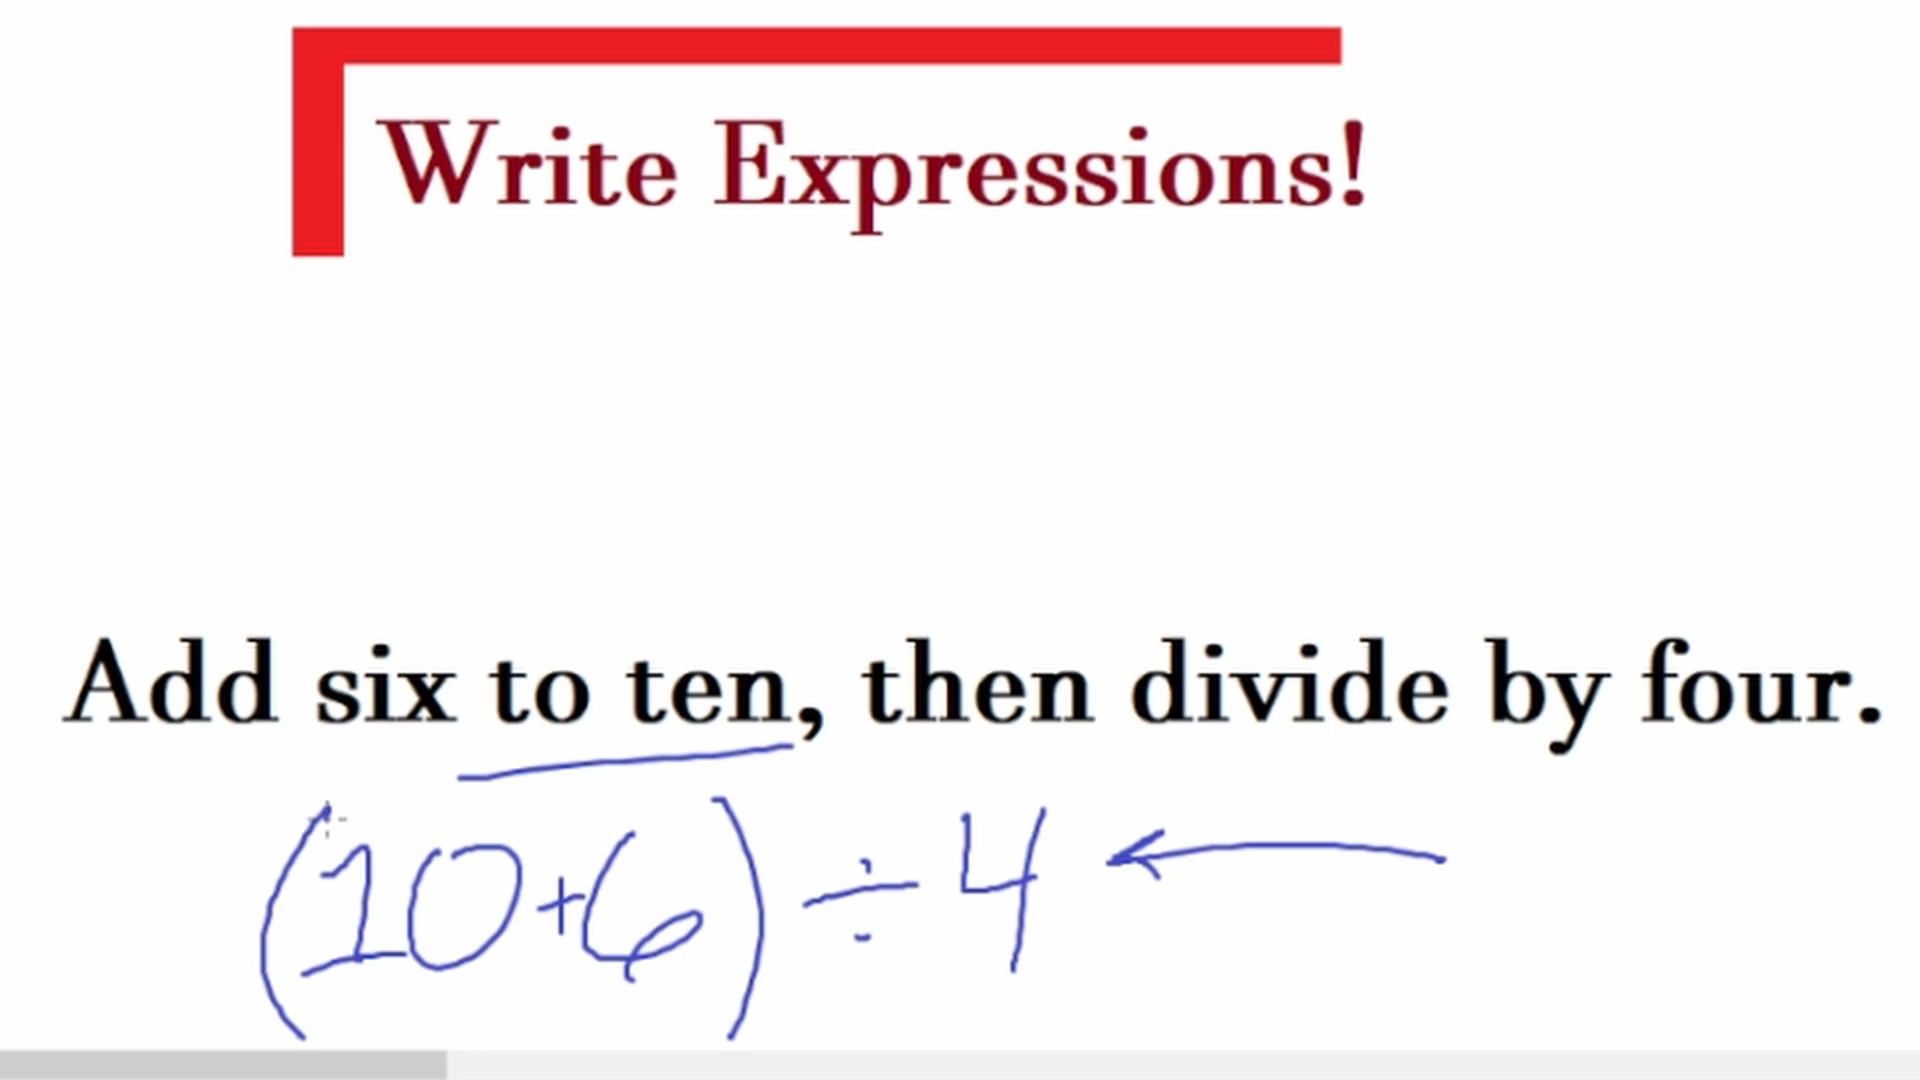 Write Expressions!
Add six to ten, then divide by four.
(10+6) ÷ 4